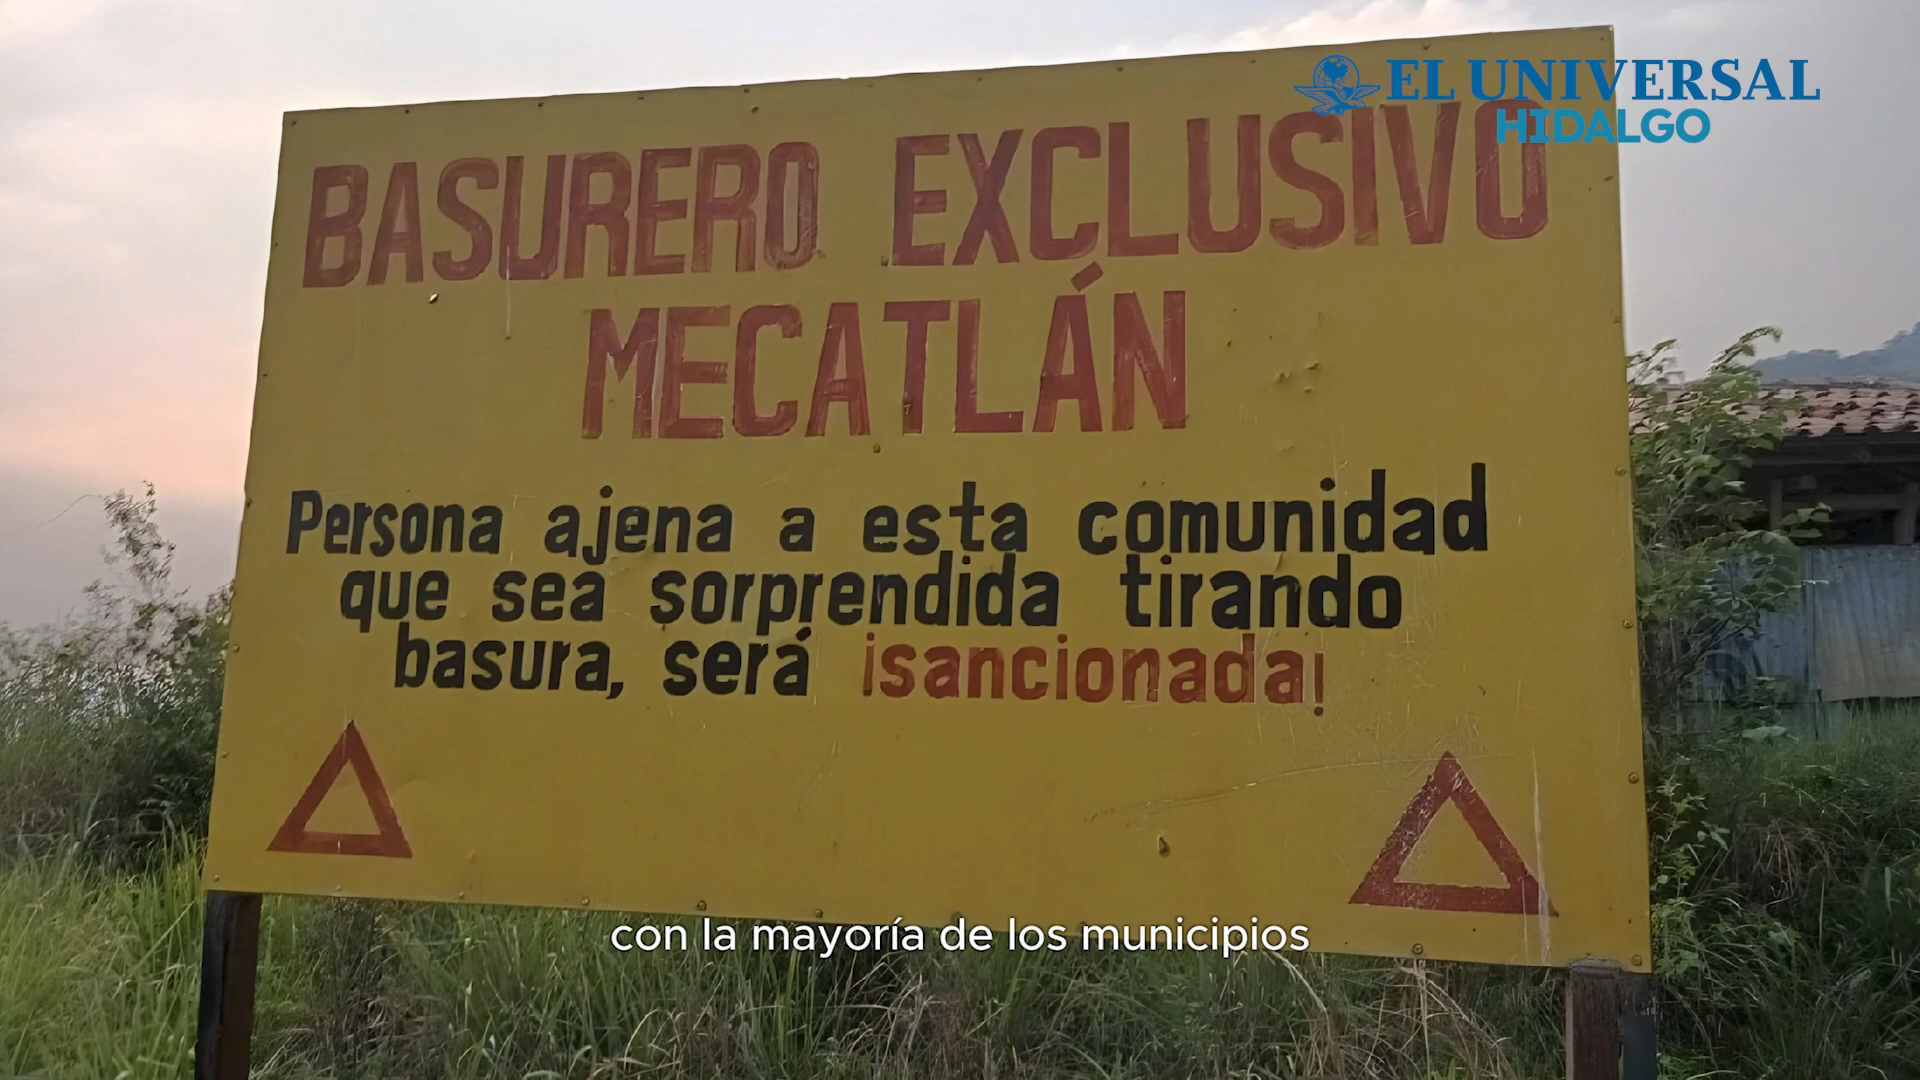 EL UNIVERSAL
HIDALGO
BASURERO EXCLUSIVO
MECATLÁN
Persona ajena a esta comunidad
que sea sorprendida tirando
basura, será ¡sancionada¡
con la mayoría de los municipios